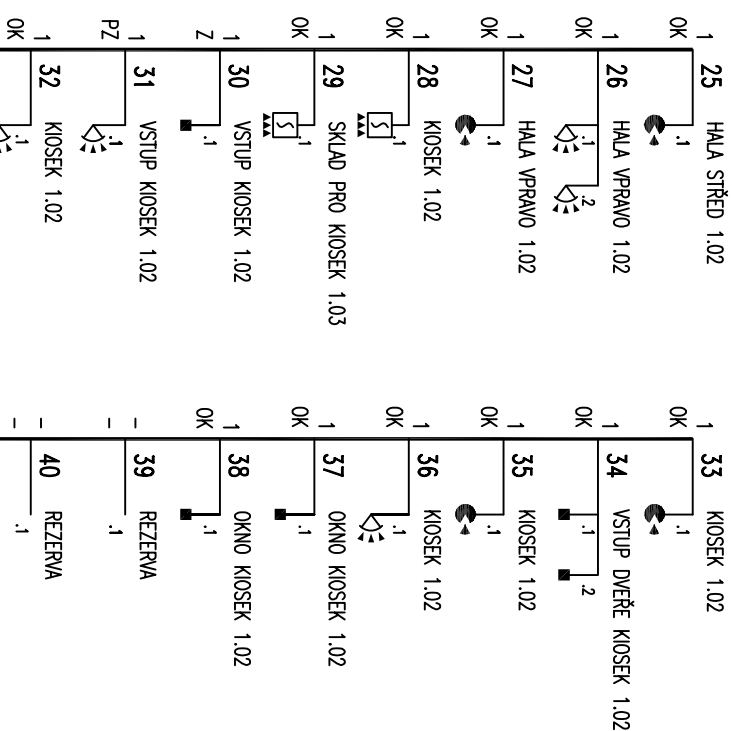 1
OK
25
HALA STŘED 1.02
.1
1
OK
26
HALA VPRAVO 1.02
.1
.2
1
OK
27
HALA VPRAVO 1.02
.1
1
OK
28
KIOSEK 1.02
.1
1
OK
29
SKLAD PRO KIOSEK 1.03
.1
1
Z
30
VSTUP KIOSEK 1.02
.1
1
PZ
31
VSTUP KIOSEK 1.02
.1
1
OK
32
KIOSEK 1.02
.1
1
OK
33
KIOSEK 1.02
.1
1
OK
34
VSTUP DVEŘE KIOSEK 1.02
.1
.2
1
OK
35
KIOSEK 1.02
.1
1
OK
36
KIOSEK 1.02
.1
1
OK
37
OKNO KIOSEK 1.02
.1
1
OK
38
OKNO KIOSEK 1.02
.1
-
-
39
REZERVA
.1
-
-
40
REZERVA
.1